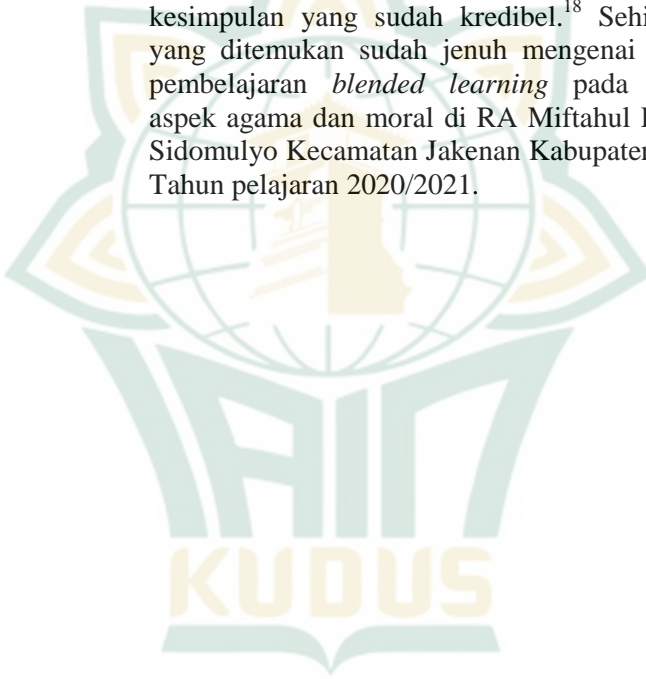 kesimpulan yang sudah kredibel.18 Sehi
yang ditemukan sudah jenuh mengenai
pembelajaran blended learning pada
aspek agama dan moral di RA Miftahul
Sidomulyo Kecamatan Jakenan Kabupaten
Tahun pelajaran 2020/2021.
IAIN
KUDUS